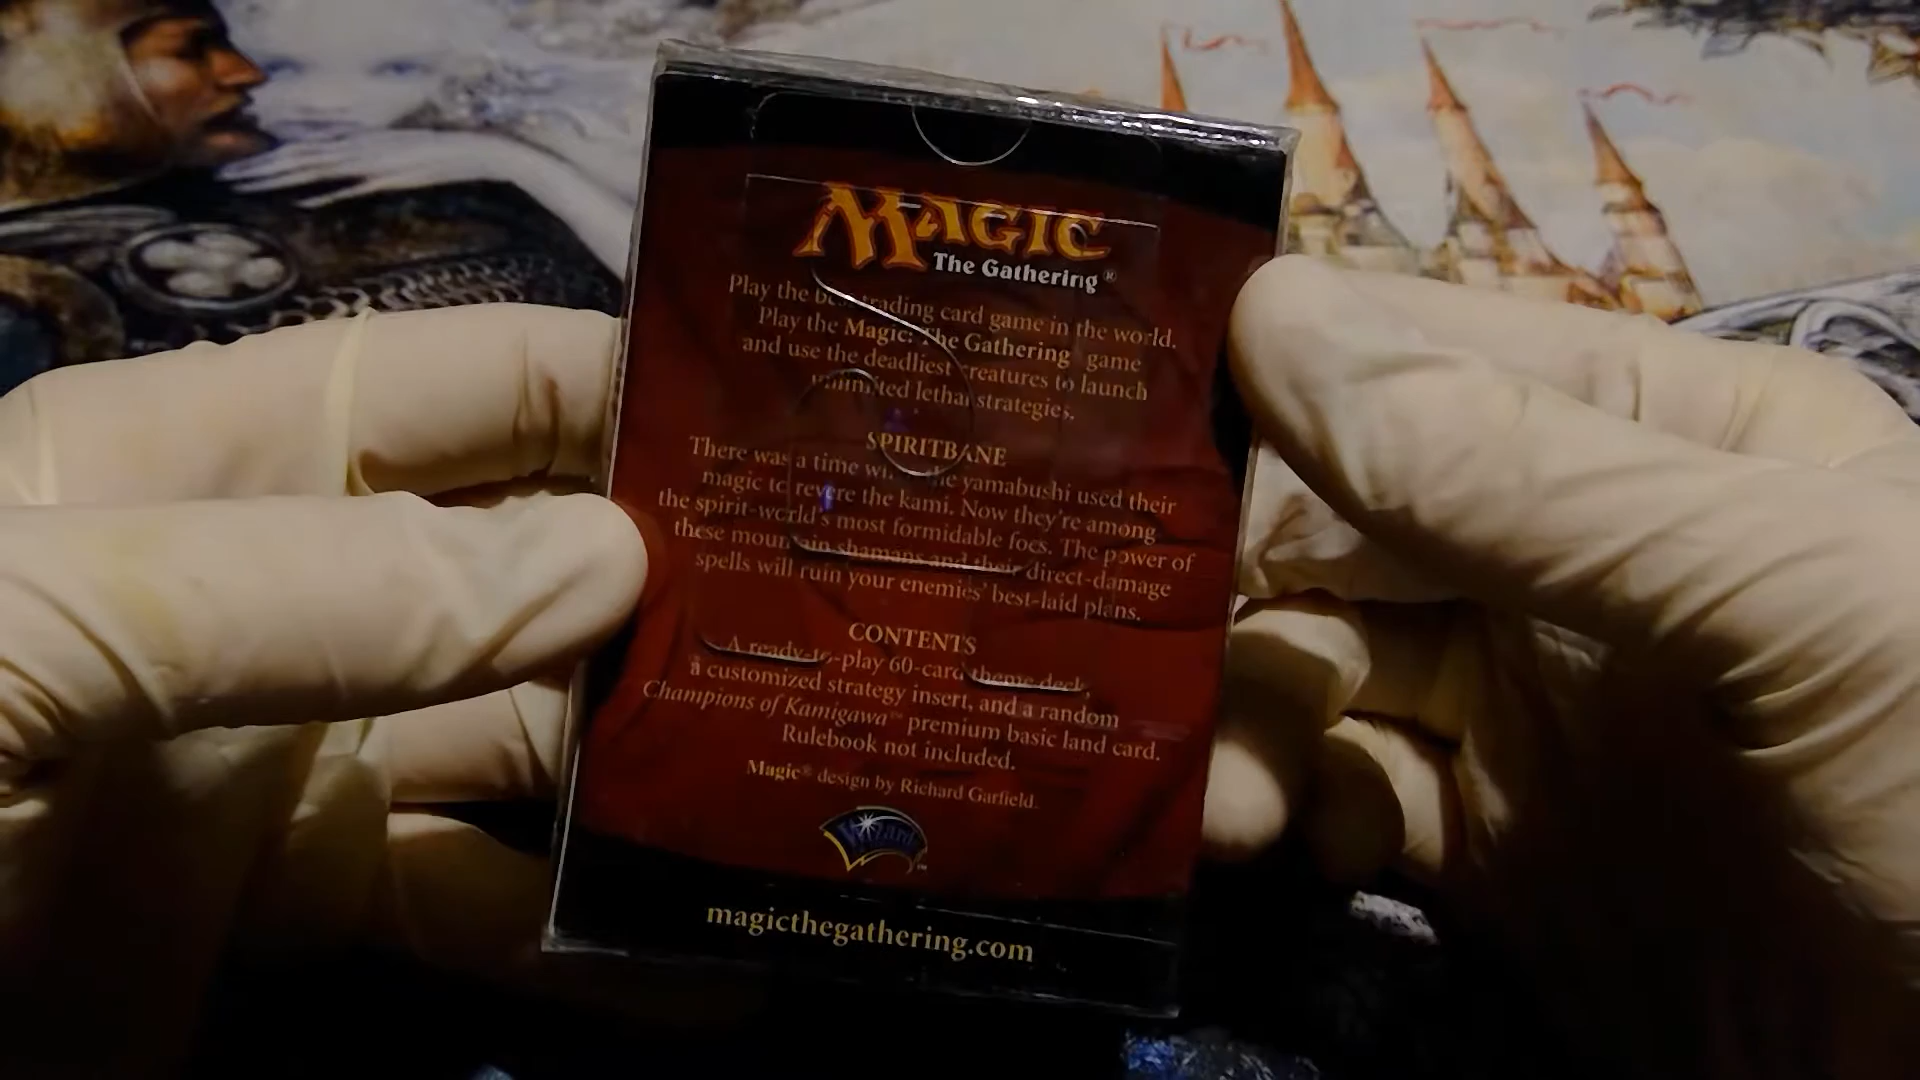 MAGIC
The Gathering®
Play the best trading card game in the world.
Play the Magic: The Gathering game
and use the deadliest creatures to launch
unlimited lethal strategies.
SPIRITBANE
There was a time when the yamabushi used their
magic to revere the kami. Now they're among
the spirit-world's most formidable foes. The power of
these mountain shamans and their direct-damage
spells will ruin your enemies' best-laid plans.
CONTENTS
A ready-to-play 60-card theme deck,
a customized strategy insert, and a random
Champions of Kamigawa™ premium basic land card.
Rulebook not included.
Magic® design by Richard Garfield.
Wizards™
magicthegathering.com